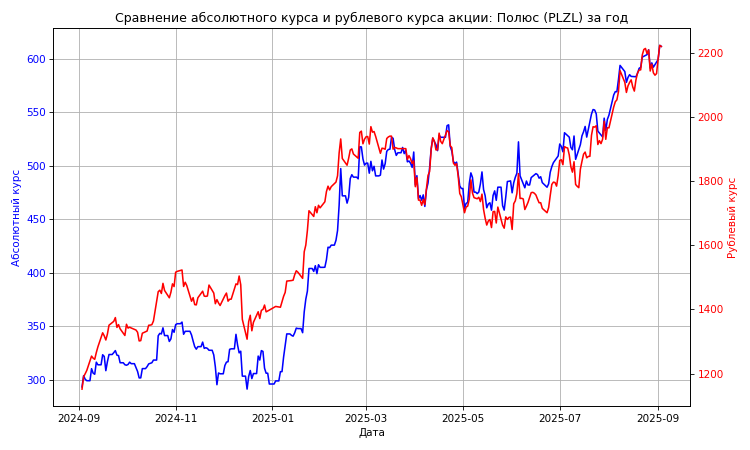 Сравнение абсолютного курса и рублевого курса акции: Полюс (PLZL) за год
Абсолютный курс
600
550
500
450
400
350
300
2200
2000
1800
1600
1400
1200
Рублевый курс
2024-09 2024-11 2025-01 2025-03 2025-05 2025-07 2025-09
Дата